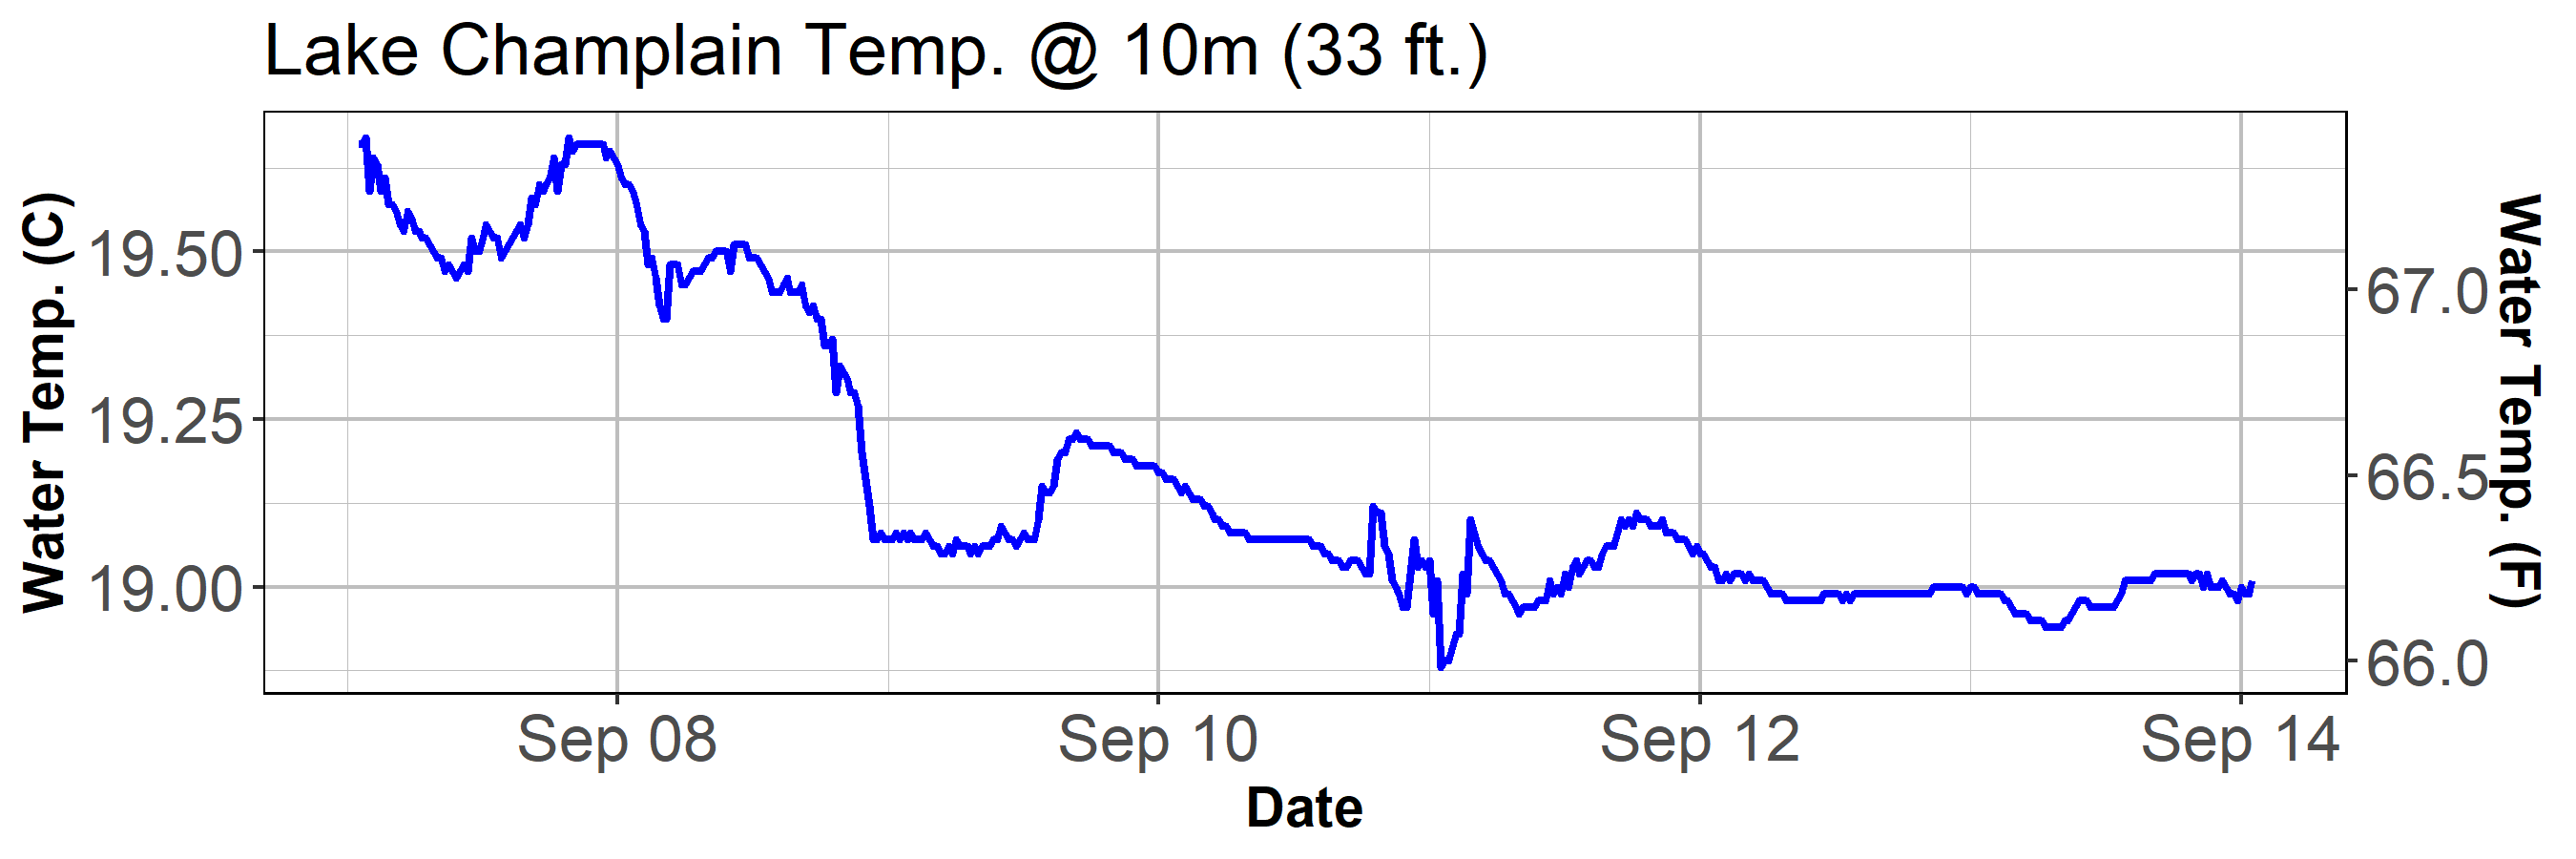 Lake Champlain Temp. @ 10m (33 ft.)
Water Temp. (C)
19.50
19.25
19.00
67.0
66.5
66.0
Water Temp. (F)
Sep 08
Sep 10
Sep 12
Sep 14
Date